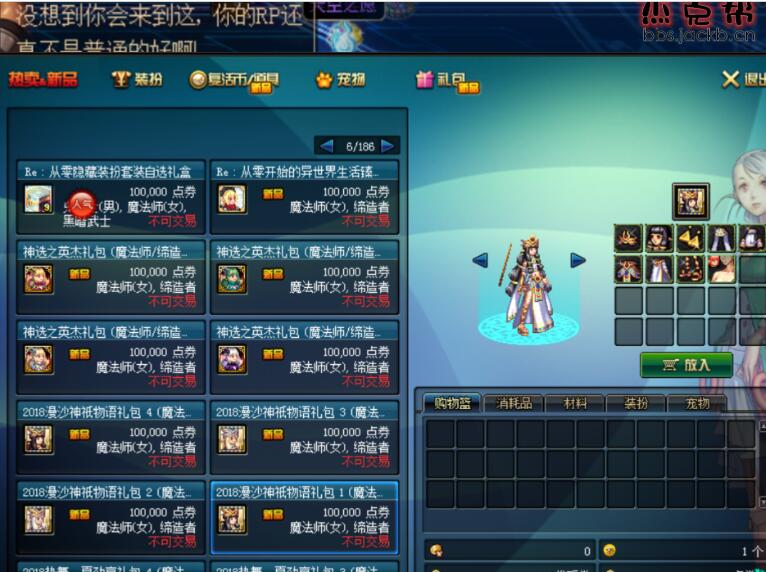 没想到你会来到这，你的RP还
真不是普通的好啊!
热点帮
bbs.jackb.cn
热卖&新品
装扮
复活币/道具
新品
宠物
礼包
新品
退出
6/186
Re：从零隐藏装扮套装自选礼盒
9
人气
100,000 点券
(男), 魔法师(女),
黑暗武士
不可交易
Re：从零开始的异世界生活臻...
新品
100,000 点券
魔法师(女), 缔造者
不可交易
神选之英杰礼包 (魔法师/缔造...
新品
100,000 点券
魔法师(女), 缔造者
不可交易
神选之英杰礼包 (魔法师/缔造...
新品
100,000 点券
魔法师(女), 缔造者
不可交易
神选之英杰礼包 (魔法师/缔造...
新品
100,000 点券
魔法师(女), 缔造者
不可交易
神选之英杰礼包 (魔法师/缔造...
新品
100,000 点券
魔法师(女), 缔造者
不可交易
2018漫沙神祇物语礼包 4 (魔法...
新品
100,000 点券
魔法师(女), 缔造者
不可交易
2018漫沙神祇物语礼包 3 (魔法...
新品
100,000 点券
魔法师(女), 缔造者
不可交易
2018漫沙神祇物语礼包 2 (魔法...
新品
100,000 点券
魔法师(女), 缔造者
不可交易
2018漫沙神祇物语礼包 1 (魔法...
新品
100,000 点券
魔法师(女), 缔造者
不可交易
放入
购物篮
消耗品
材料
装扮
宠物
0
1 个